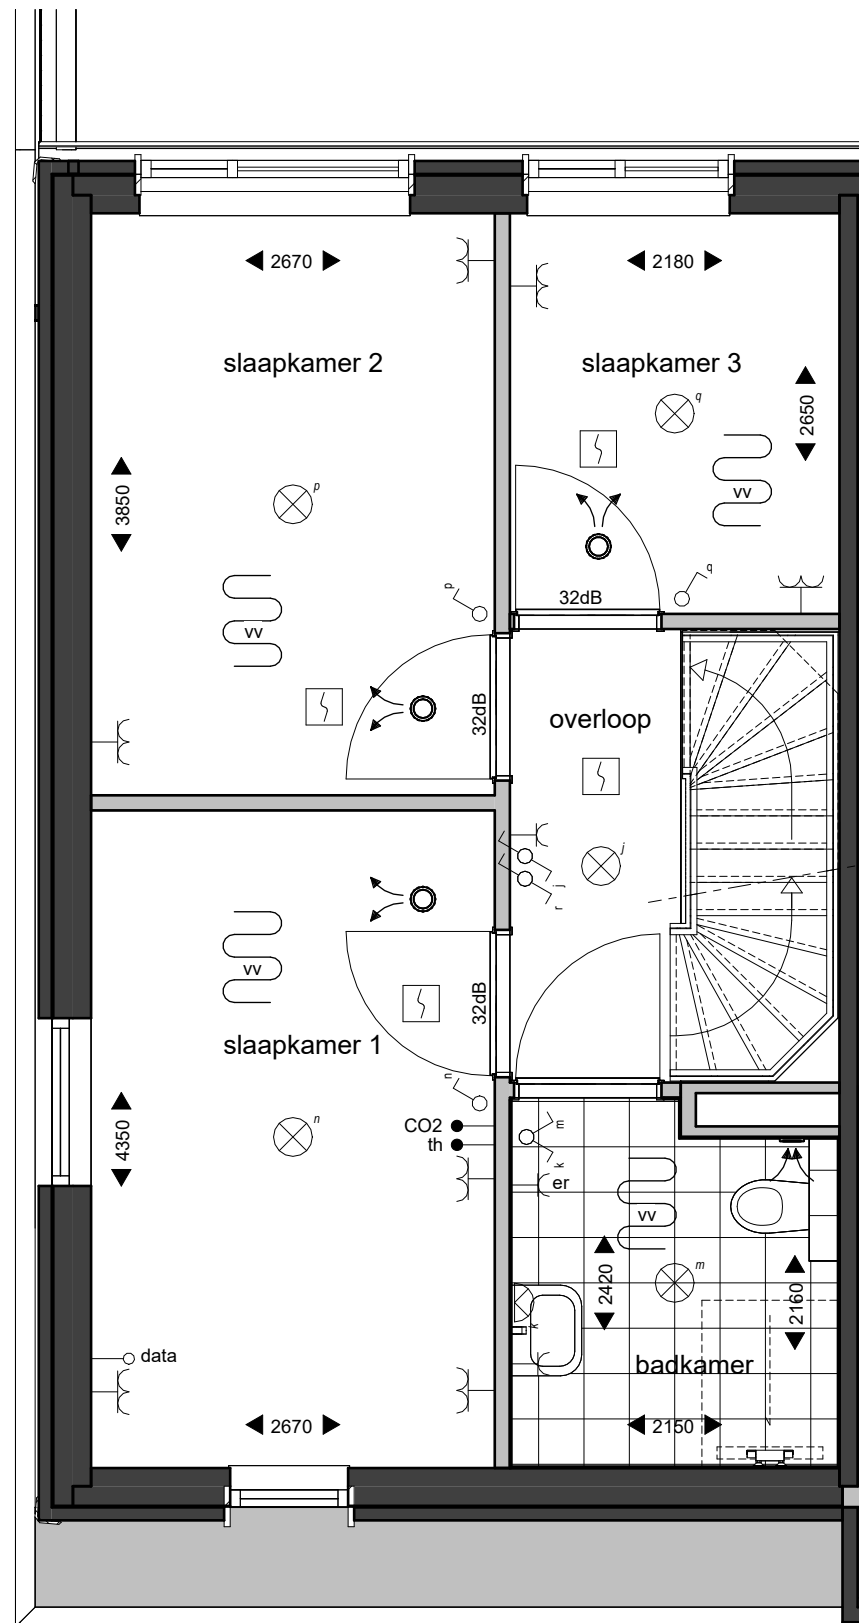 2670
2180
slaapkamer 2
slaapkamer 3
q
2650
3850
p
vv
vv
p
q
32dB
vv
32dB
overloop
j
j
r
vv
32dB
slaapkamer 1
n
CO2
th
4350
n
m
k
er
vv
2420
m
2160
k
data
badkamer
2670
2150